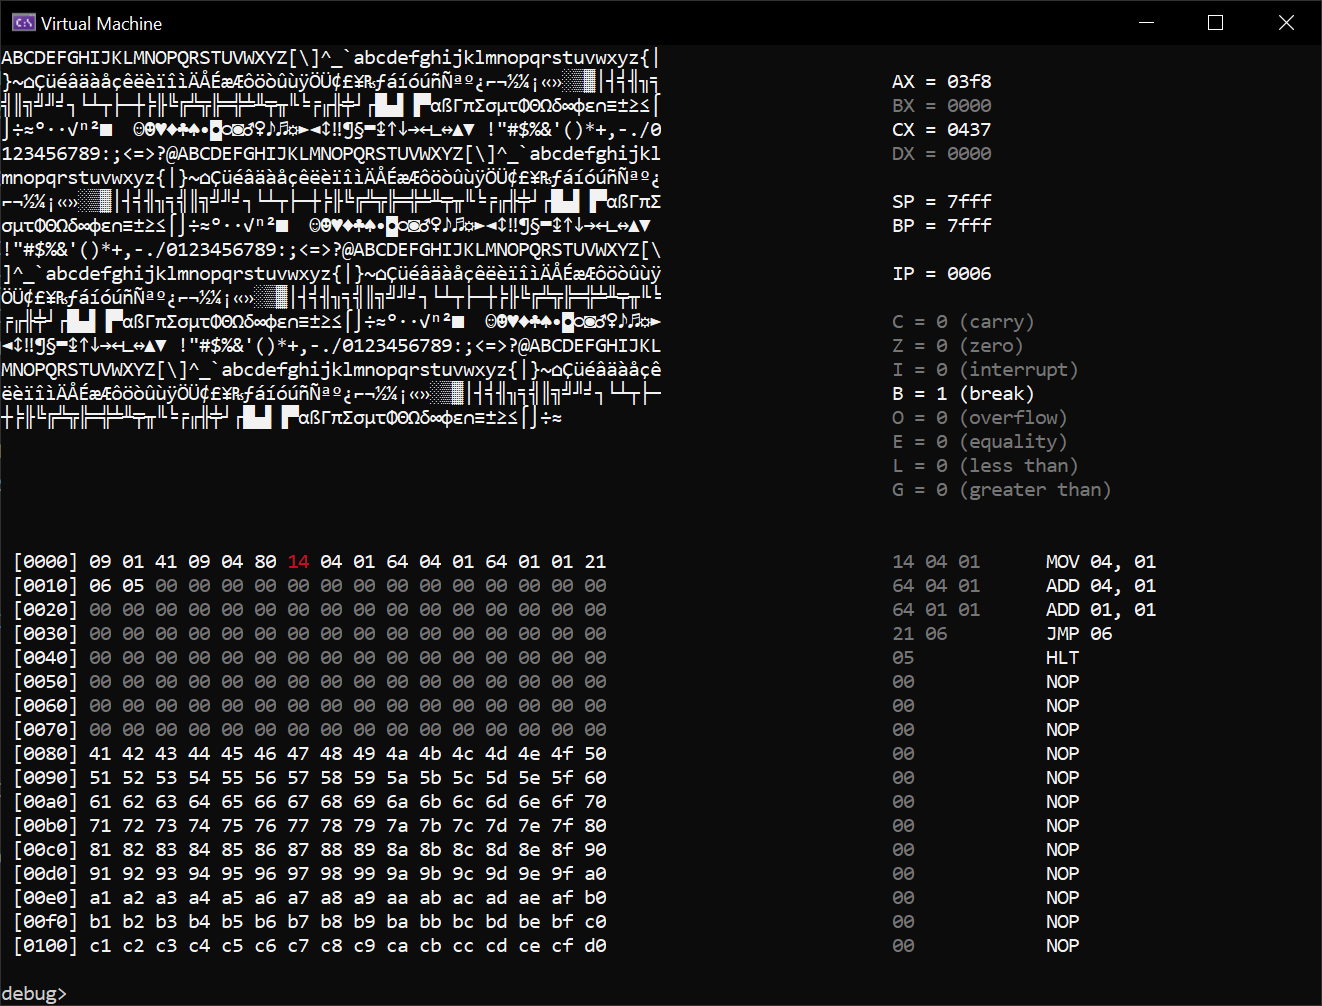 Virtual Machine
ABCDEFGHIJKLMNOPQRSTUVWXYZ[\]^_`abcdefghijklmnopqrstuvwxyz{|
}~⌂ÇüéâäàåçêëèïîìÄÅÉæÆôöòûùÿÖÜ¢£¥₧ƒáíóúñÑªº¿⌐¬½¼¡«»░▒▓│┤╡╢╖╕
╣║╗╝╜╛┐└┴┬├─┼╞╟╚╔╩╦╠═╬╧╨╤╥╙╘╒╓╫╪┘┌█▄▌▐▀αßΓπΣσµτΦΘΩδ∞φε∩≡±≥≤⌠
⌡÷≈°∙·√ⁿ²■  ☺☻♥♦♣♠•◘○◙♂♀♪♫☼►◄↕‼¶§▬↨↑↓→←∟↔▲▼ !"#$%&'()*+,-./0
123456789:;<=>?@ABCDEFGHIJKLMNOPQRSTUVWXYZ[\]^_`abcdefghijkl
mnopqrstuvwxyz{|}~⌂ÇüéâäàåçêëèïîìÄÅÉæÆôöòûùÿÖÜ¢£¥₧ƒáíóúñÑªº¿
⌐¬½¼¡«»░▒▓│┤╡╢╖╕╣║╗╝╜╛┐└┴┬├─┼╞╟╚╔╩╦╠═╬╧╨╤╥╙╘╒╓╫╪┘┌█▄▌▐▀αßΓπΣ
σµτΦΘΩδ∞φε∩≡±≥≤⌠⌡÷≈°∙·√ⁿ²■  ☺☻♥♦♣♠•◘○◙♂♀♪♫☼►◄↕‼¶§▬↨↑↓→←∟↔▲▼
!"#$%&'()*+,-./0123456789:;<=>?@ABCDEFGHIJKLMNOPQRSTUVWXYZ[\
]^_`abcdefghijklmnopqrstuvwxyz{|}~⌂ÇüéâäàåçêëèïîìÄÅÉæÆôöòûùÿ
ÖÜ¢£¥₧ƒáíóúñÑªº¿⌐¬½¼¡«»░▒▓│┤╡╢╖╕╣║╗╝╜╛┐└┴┬├─┼╞╟╚╔╩╦╠═╬╧╨╤╥╙╘
╒╓╫╪┘┌█▄▌▐▀αßΓπΣσµτΦΘΩδ∞φε∩≡±≥≤⌠⌡÷≈°∙·√ⁿ²■  ☺☻♥♦♣♠•◘○◙♂♀♪♫☼►
◄↕‼¶§▬↨↑↓→←∟↔▲▼ !"#$%&'()*+,-./0123456789:;<=>?@ABCDEFGHIJKL
MNOPQRSTUVWXYZ[\]^_`abcdefghijklmnopqrstuvwxyz{|}~⌂Çüéâäàåçê
ëèïîìÄÅÉæÆôöòûùÿÖÜ¢£¥₧ƒáíóúñÑªº¿⌐¬½¼¡«»░▒▓│┤╡╢╖╕╣║╗╝╜╛┐└┴┬├─
┼╞╟╚╔╩╦╠═╬╧╨╤╥╙╘╒╓╫╪┘┌█▄▌▐▀αßΓπΣσµτΦΘΩδ∞φε∩≡±≥≤⌠⌡÷≈
AX = 03f8
BX = 0000
CX = 0437
DX = 0000
SP = 7fff
BP = 7fff
IP = 0006
C = 0 (carry)
Z = 0 (zero)
I = 0 (interrupt)
B = 1 (break)
O = 0 (overflow)
E = 0 (equality)
L = 0 (less than)
G = 0 (greater than)
[0000] 09 01 41 09 04 80 14 04 01 64 04 01 64 01 01 21
[0010] 06 05 00 00 00 00 00 00 00 00 00 00 00 00 00 00
[0020] 00 00 00 00 00 00 00 00 00 00 00 00 00 00 00 00
[0030] 00 00 00 00 00 00 00 00 00 00 00 00 00 00 00 00
[0040] 00 00 00 00 00 00 00 00 00 00 00 00 00 00 00 00
[0050] 00 00 00 00 00 00 00 00 00 00 00 00 00 00 00 00
[0060] 00 00 00 00 00 00 00 00 00 00 00 00 00 00 00 00
[0070] 00 00 00 00 00 00 00 00 00 00 00 00 00 00 00 00
[0080] 41 42 43 44 45 46 47 48 49 4a 4b 4c 4d 4e 4f 50
[0090] 51 52 53 54 55 56 57 58 59 5a 5b 5c 5d 5e 5f 60
[00a0] 61 62 63 64 65 66 67 68 69 6a 6b 6c 6d 6e 6f 70
[00b0] 71 72 73 74 75 76 77 78 79 7a 7b 7c 7d 7e 7f 80
[00c0] 81 82 83 84 85 86 87 88 89 8a 8b 8c 8d 8e 8f 90
[00d0] 91 92 93 94 95 96 97 98 99 9a 9b 9c 9d 9e 9f a0
[00e0] a1 a2 a3 a4 a5 a6 a7 a8 a9 aa ab ac ad ae af b0
[00f0] b1 b2 b3 b4 b5 b6 b7 b8 b9 ba bb bc bd be bf c0
[0100] c1 c2 c3 c4 c5 c6 c7 c8 c9 ca cb cc cd ce cf d0
14 04 01 MOV 04, 01
64 04 01 ADD 04, 01
64 01 01 ADD 01, 01
21 06 JMP 06
05 HLT
00 NOP
00 NOP
00 NOP
00 NOP
00 NOP
00 NOP
00 NOP
00 NOP
00 NOP
00 NOP
00 NOP
00 NOP
debug>